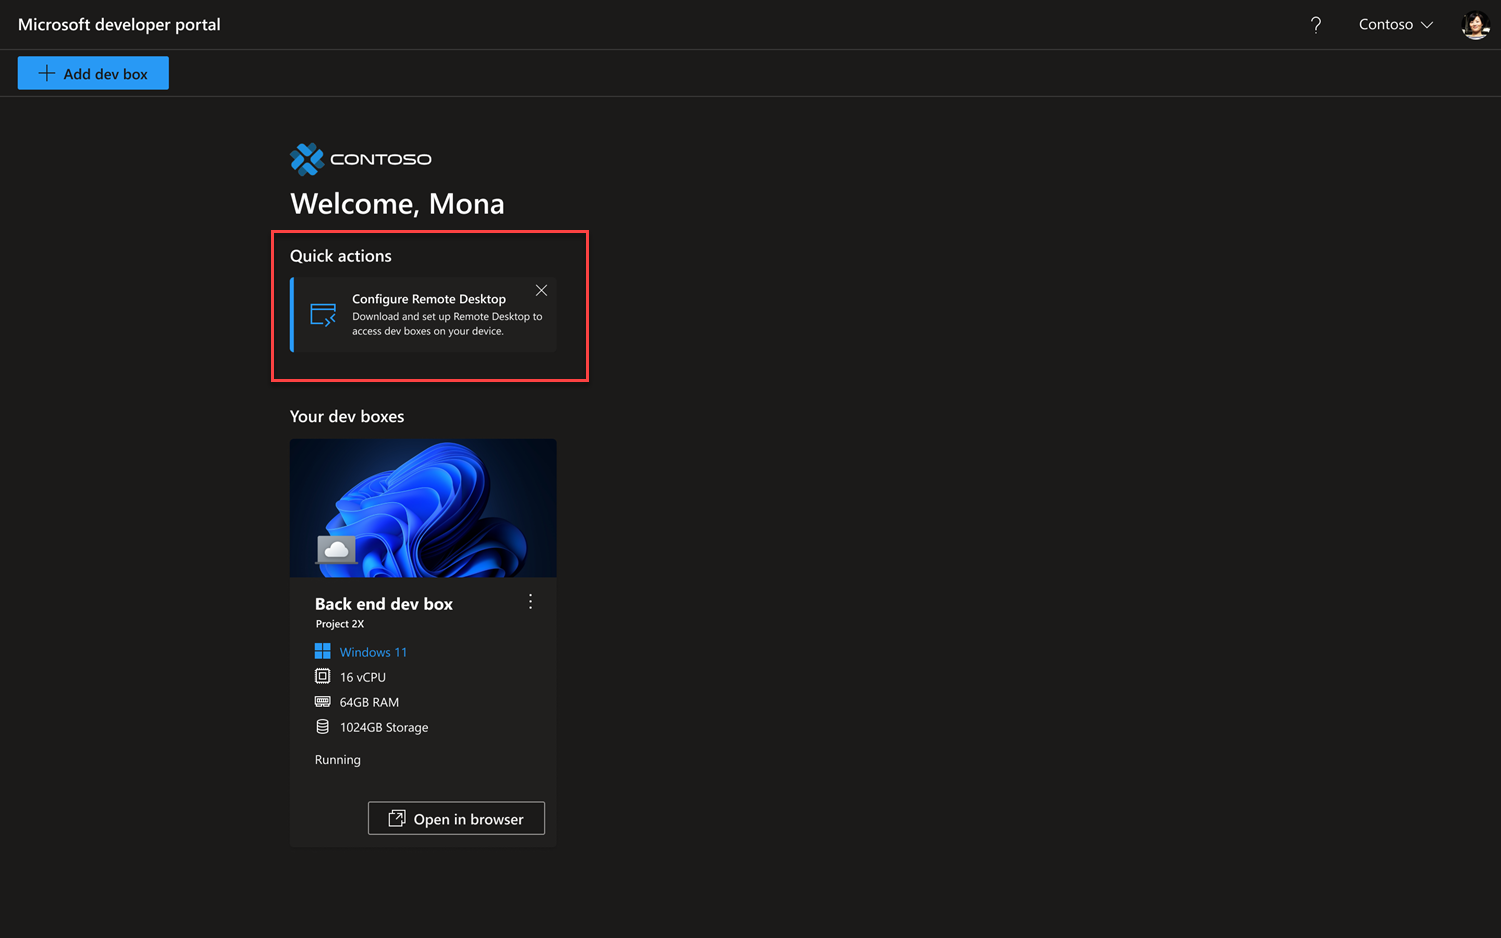 Microsoft developer portal
Contoso
Add dev box
CONTOSO
Welcome, Mona
Quick actions
Configure Remote Desktop
Download and set up Remote Desktop to
access dev boxes on your device.
Your dev boxes
Back end dev box
Project 2X
Windows 11
16 vCPU
64GB RAM
1024GB Storage
Running
Open in browser